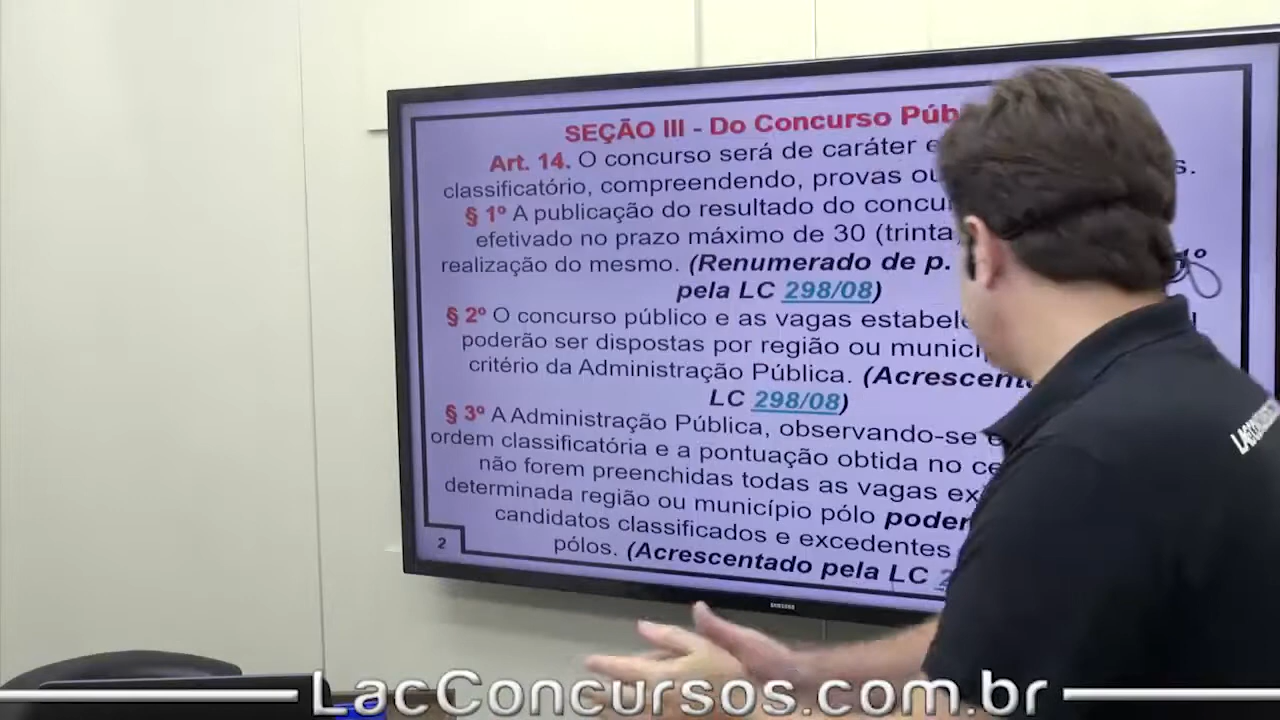 SEÇÃO III - Do Concurso Púb
Art. 14. O concurso será de caráter e
classificatório, compreendendo, provas ou s.
§ 1º A publicação do resultado do concu
efetivado no prazo máximo de 30 (trinta)
realização do mesmo. (Renumerado de p. 1º
pela LC 298/08)
§ 2º O concurso público e as vagas estabele
poderão ser dispostas por região ou municí
critério da Administração Pública. (Acrescent
LC 298/08)
§ 3º A Administração Pública, observando-se
ordem classificatória e a pontuação obtida no ce
não forem preenchidas todas as vagas ex
determinada região ou município pólo poder
candidatos classificados e excedentes
pólos. (Acrescentado pela LC 2
2
SAMSUNG
LacConcursos.com.br